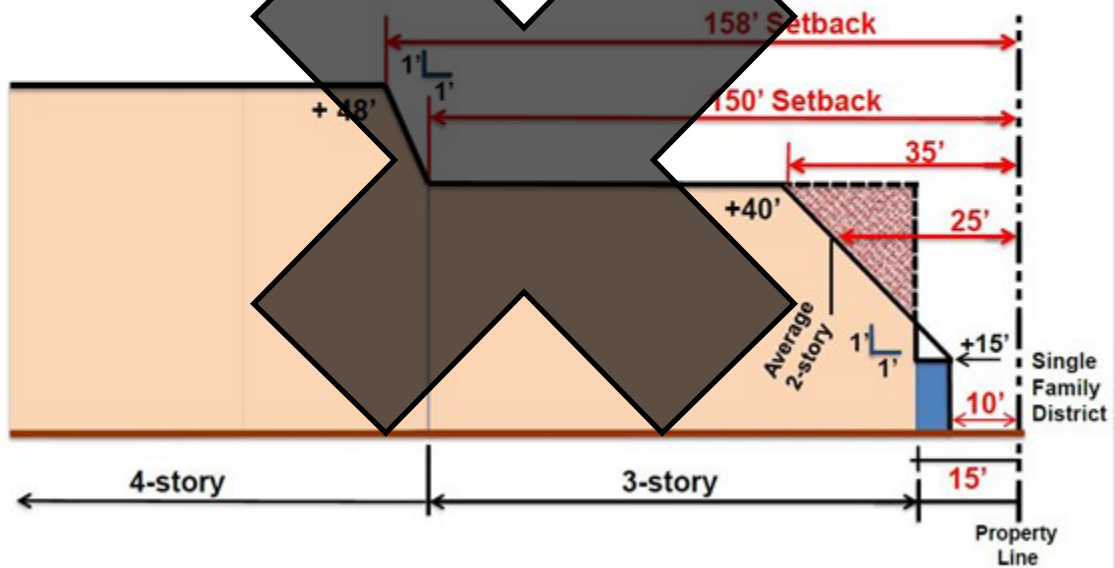 158’ Setback
1’
1’
+ 48’
150’ Setback
35’
+40’
25’
Average
2-story
1’
1’
+15’
Single
Family
District
10’
4-story
3-story
15’
Property
Line